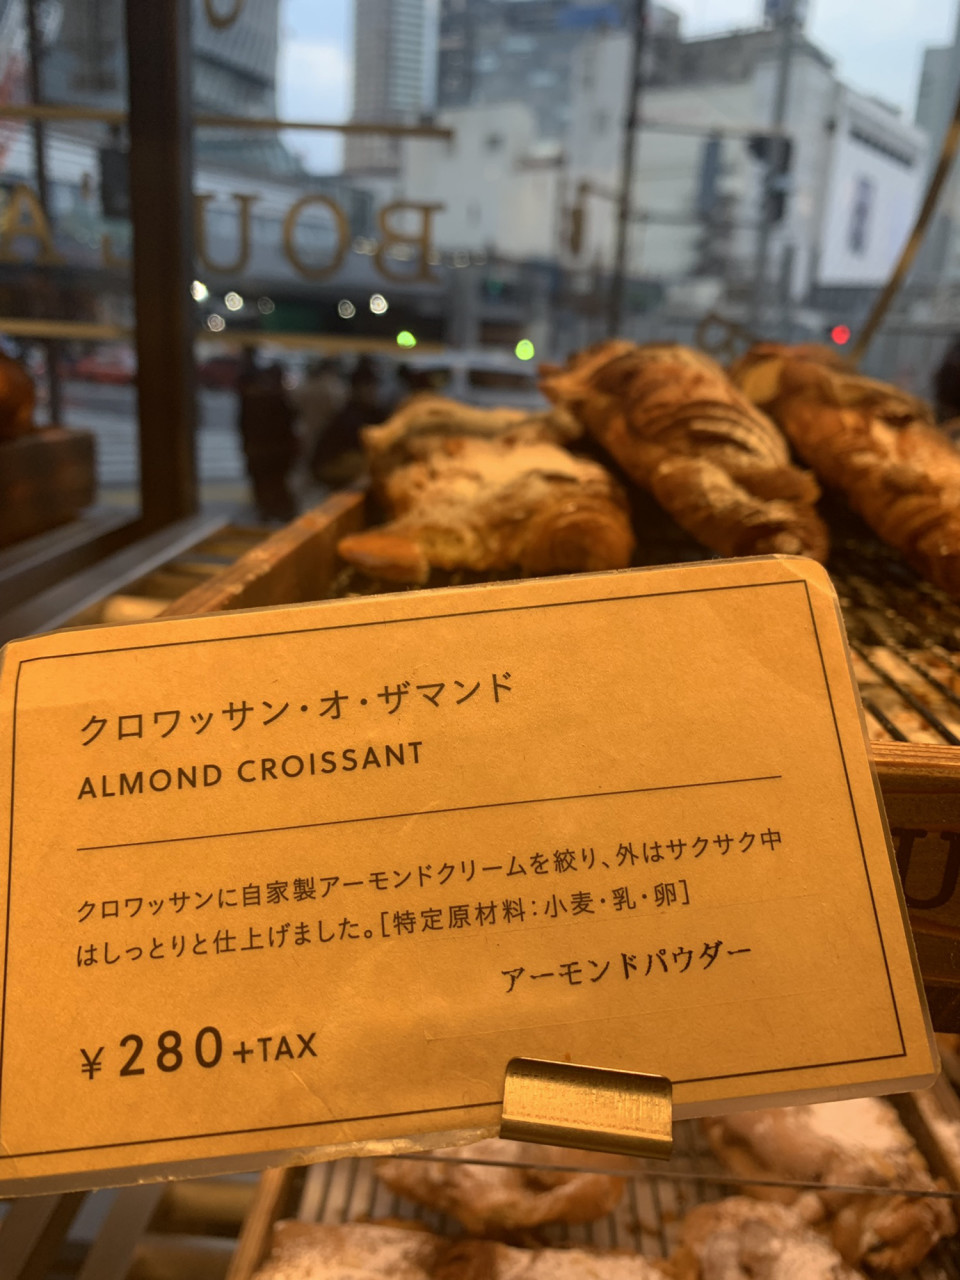 BOUL'A
クロワッサン・オ・ザマンド
ALMOND CROISSANT
クロワッサンに自家製アーモンドクリームを絞り、外はサクサク中
はしっとりと仕上げました。[特定原材料：小麦・乳・卵]
アーモンドパウダー
¥280+TAX